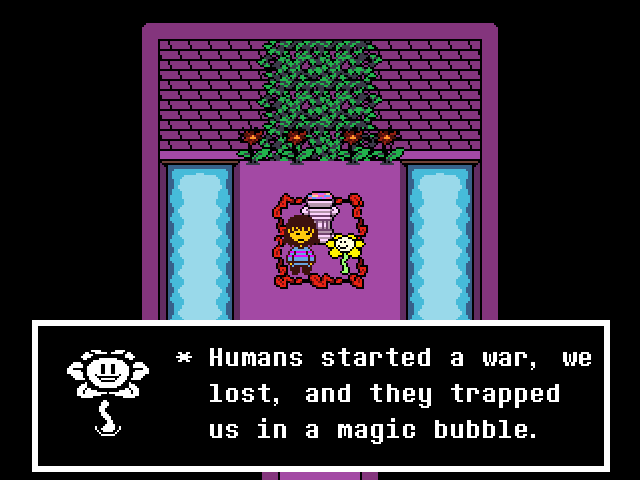 * Humans started a war, we
lost, and they trapped
us in a magic bubble.